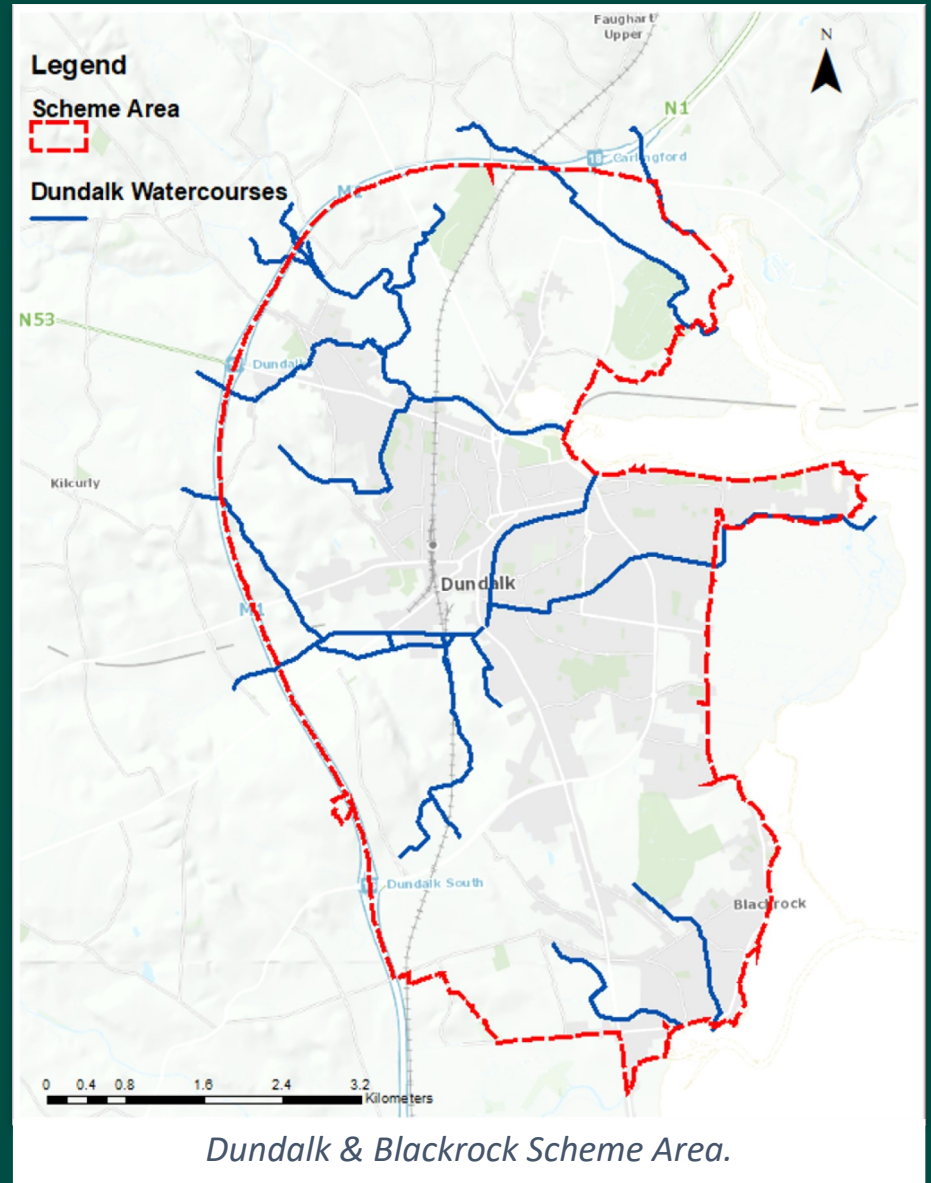 Faughart
Upper
N
Legend
Scheme Area
N1
18 Carlingford
Dundalk Watercourses
M1
N53
Dundalk
Kilcurly
Dundalk
M1
Dundalk South
Blackrock
0 0.4 0.8 1.6 2.4 3.2
Kilometers
Dundalk & Blackrock Scheme Area.